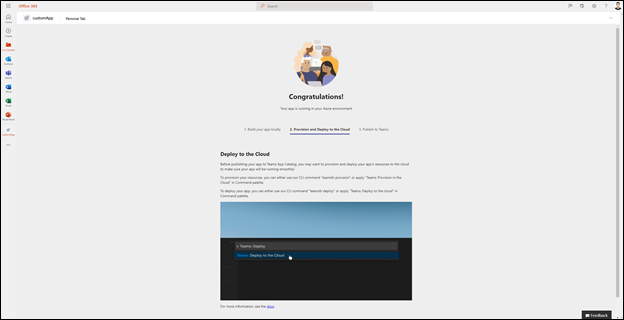 Office 365
Search
customApp
Personal Tab
Home
Create
My Content
Outlook
Teams
Word
Excel
PowerPoint
customApp
Congratulations!
Your app is running in your Azure environment
1. Build your app locally
2. Provision and Deploy to the Cloud
3. Publish to Teams
Deploy to the Cloud
Before publishing your app to Teams App Catalog, you may want to provision and deploy your app's resources to the cloud
to make sure your app will be running smoothly.
To provision your resources, you can either use our CLI command "teamsfx provision" or apply "Teams: Provision in the
Cloud" in Command palette.
To deploy your app, you can either use our CLI command "teamsfx deploy" or apply "Teams: Deploy to the cloud" in
Command palette.
> Teams: Deploy
Teams: Deploy to the Cloud
For more information, see the docs.
Feedback